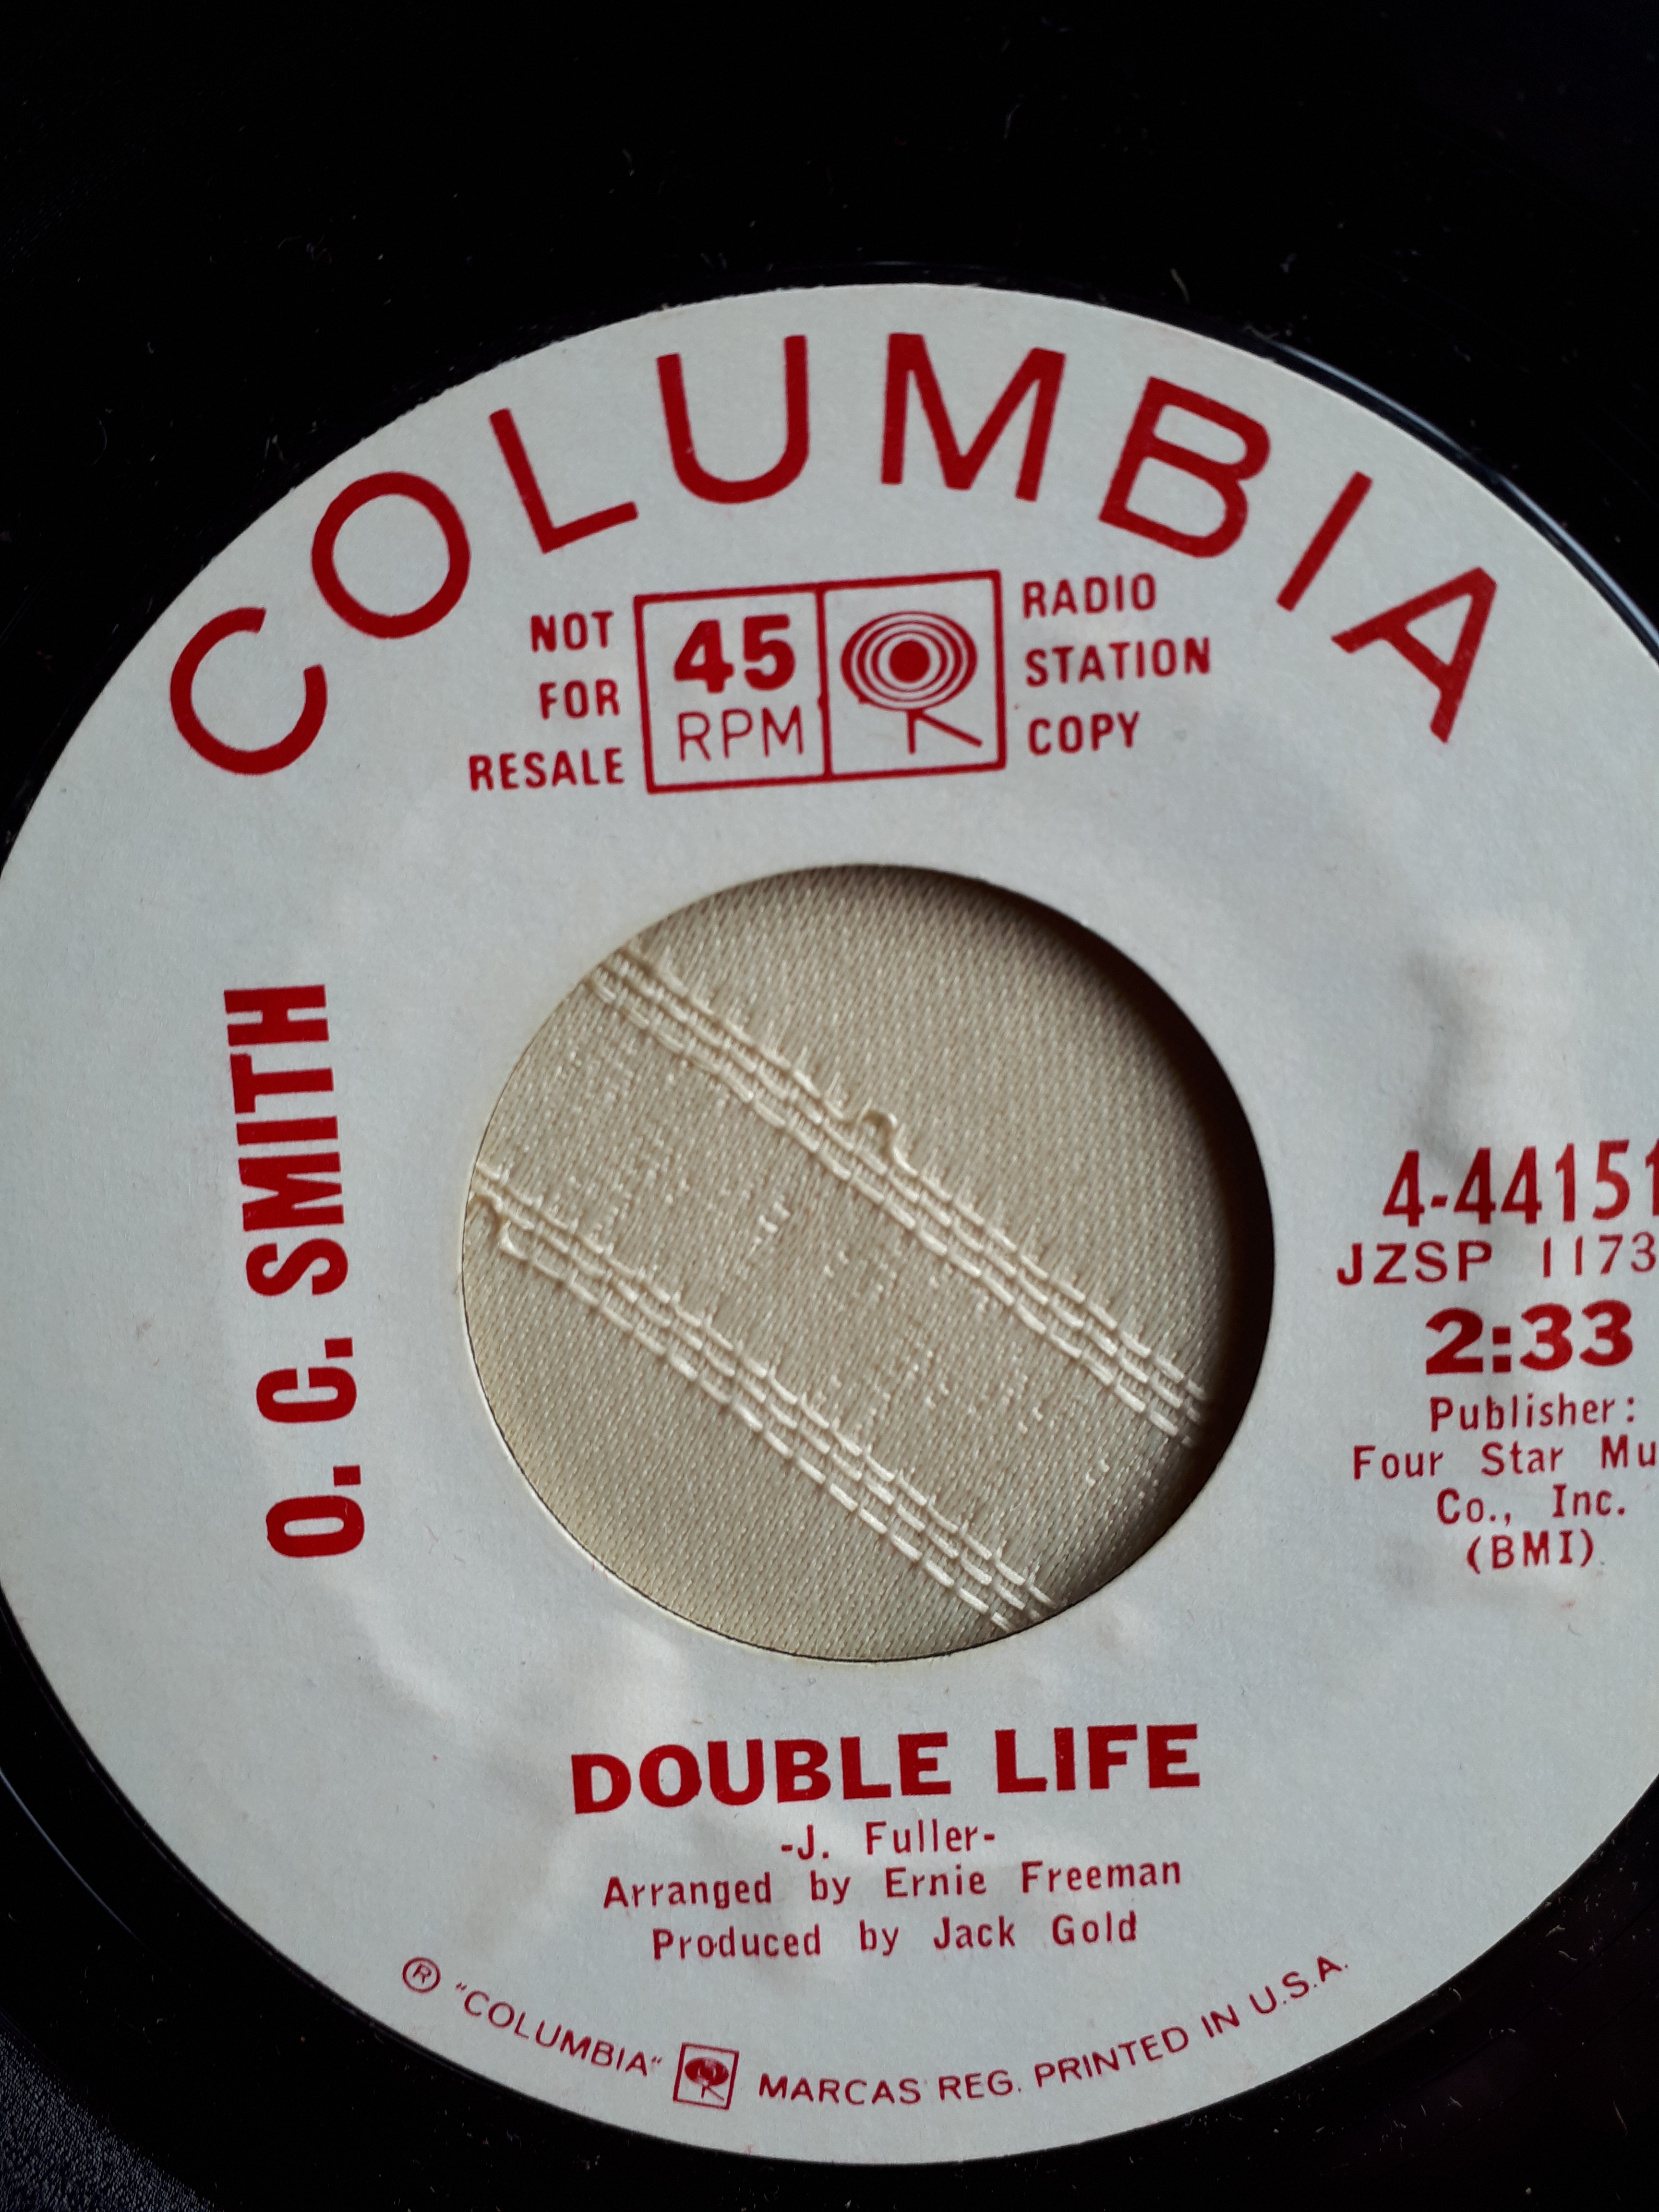 COLUMBIA
NOT
FOR
RESALE
45
RPM
RADIO
STATION
COPY
O. C. SMITH
4-44151
JZSP 1173
2:33
Publisher:
Four Star Mu
Co., Inc.
(BMI)
DOUBLE LIFE
-J. Fuller-
Arranged by Ernie Freeman
Produced by Jack Gold
® "COLUMBIA" MARCAS REG. PRINTED IN U.S.A.